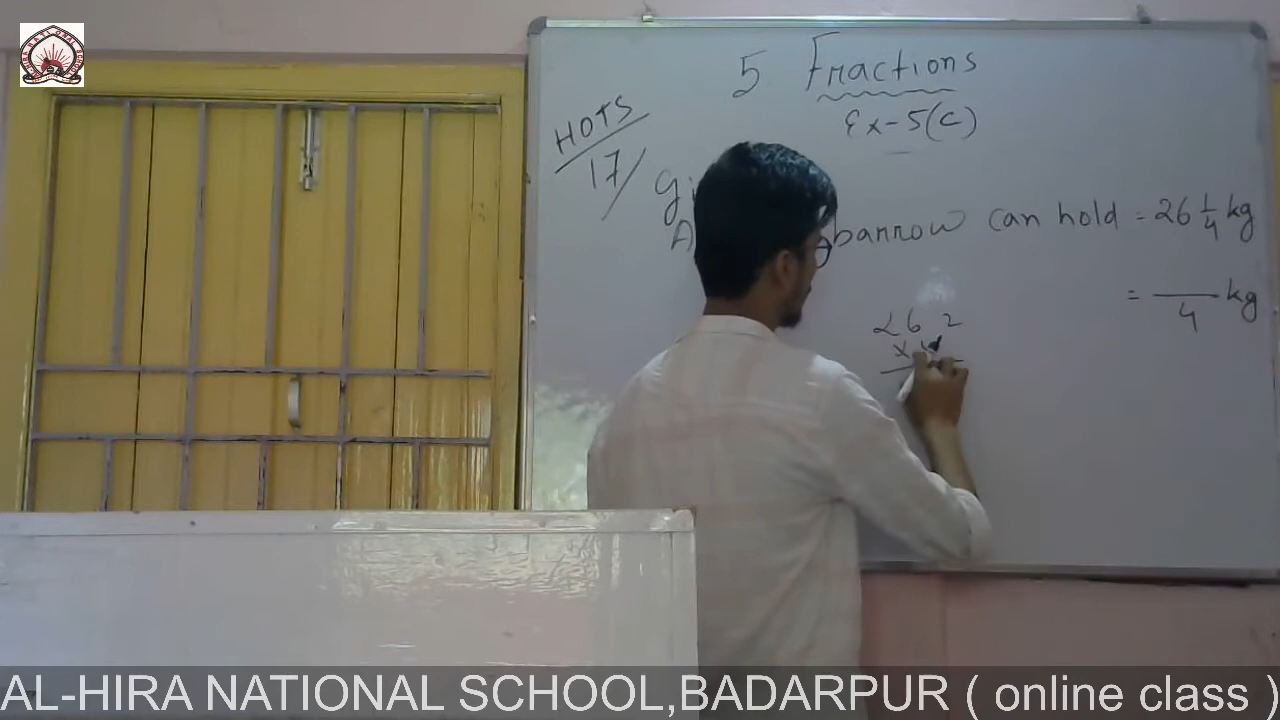 5 Fractions
Ex-5(C)
HOTS
17/
barrow can hold = 26 1/4 kg
= /4 kg
26 2
x
AL-HIRA NATIONAL SCHOOL,BADARPUR ( online class )